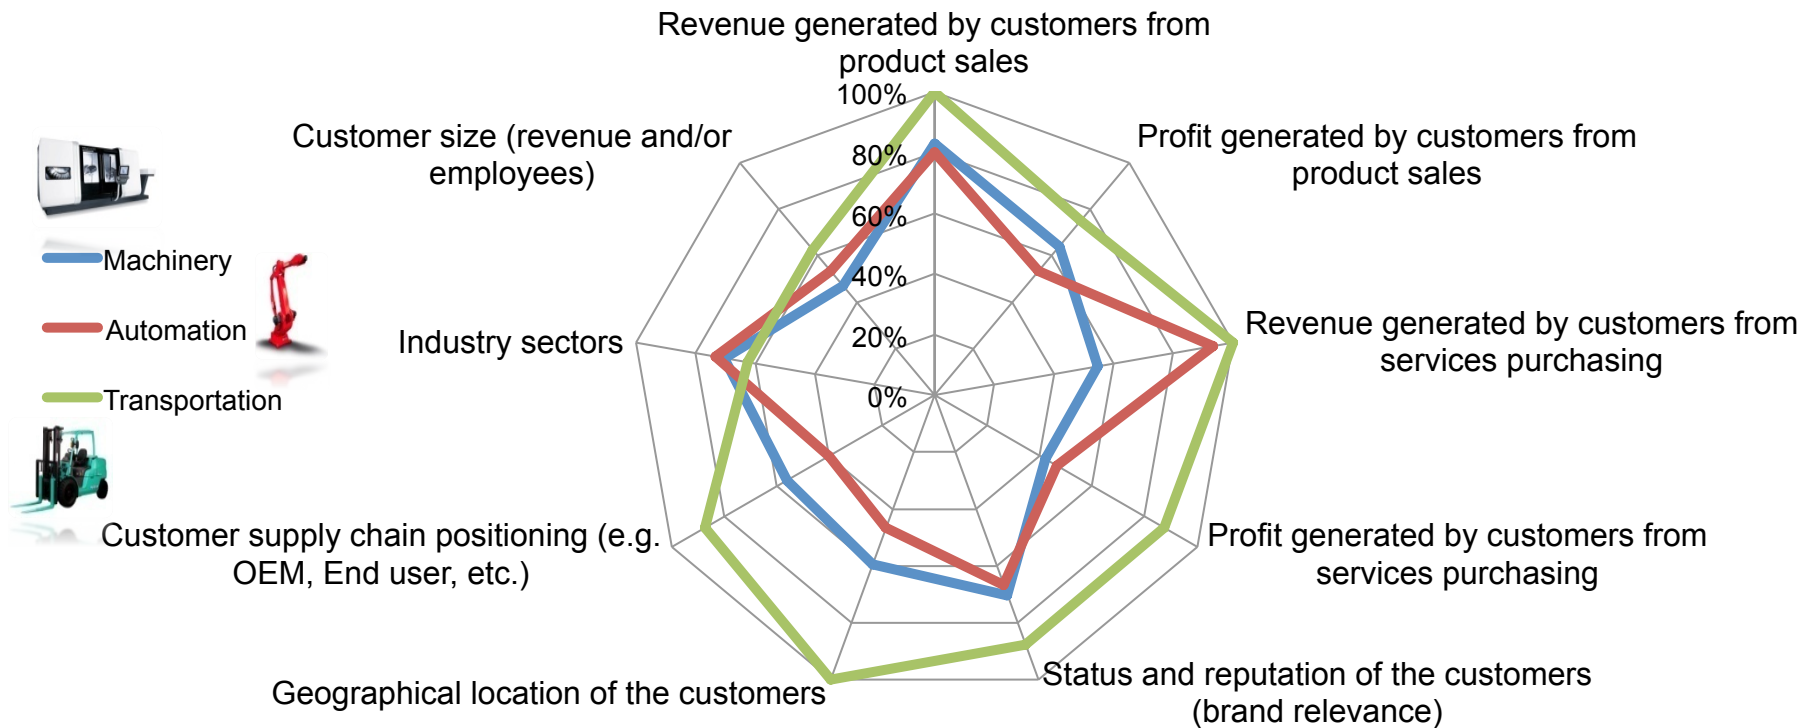 Revenue generated by customers from
product sales
100%
80%
60%
40%
20%
0%
Customer size (revenue and/or
employees)
Profit generated by customers from
product sales
Machinery
Automation
Transportation
Industry sectors
Revenue generated by customers from
services purchasing
Customer supply chain positioning (e.g.
OEM, End user, etc.)
Profit generated by customers from
services purchasing
Geographical location of the customers
Status and reputation of the customers
(brand relevance)